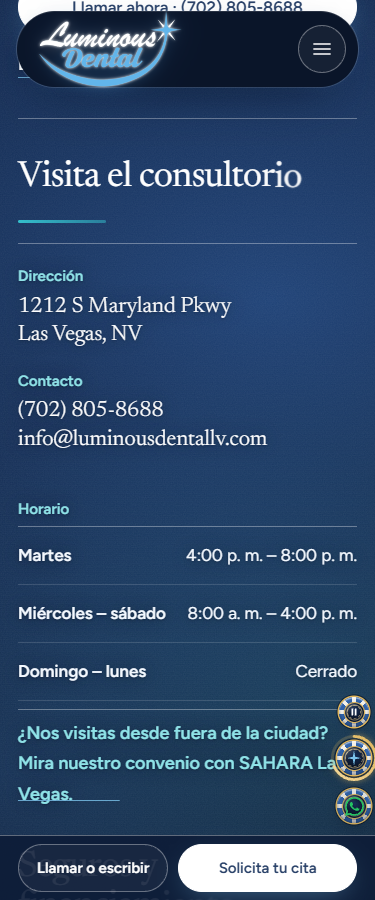 Llamar ahora · (702) 805-8688
Luminous
Dental
Visita el consultorio
Dirección
1212 S Maryland Pkwy
Las Vegas, NV
Contacto
(702) 805-8688
info@luminousdentallv.com
Horario
Martes 4:00 p. m. – 8:00 p. m.
Miércoles – sábado 8:00 a. m. – 4:00 p. m.
Domingo – lunes Cerrado
¿Nos visitas desde fuera de la ciudad?
Mira nuestro convenio con SAHARA Las
Vegas.
Llamar o escribir Solicita tu cita